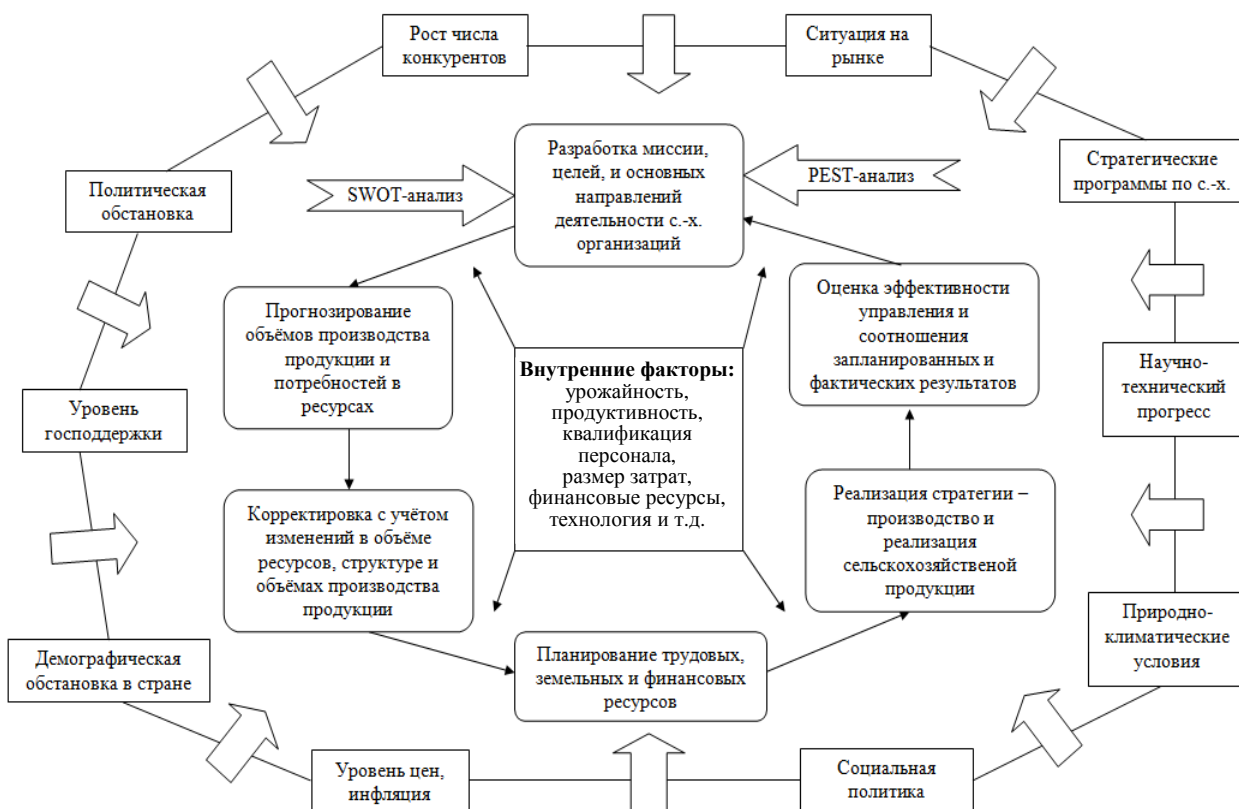 Рост числа
конкурентов
Ситуация на
рынке
Политическая
обстановка
SWOT-анализ
Разработка миссии,
целей, и основных
направлений
деятельности с.-х.
организаций
PEST-анализ
Стратегические
программы по с.-х.
Прогнозирование
объёмов производства
продукции и
потребностей в
ресурсах
Оценка эффективности
управления и
соотношения
запланированных и
фактических результатов
Внутренние факторы:
урожайность,
продуктивность,
квалификация
персонала,
размер затрат,
финансовые ресурсы,
технология и т.д.
Уровень
господдержки
Научно-
технический
прогресс
Корректировка с учётом
изменений в объёме
ресурсов, структуре и
объёмах производства
продукции
Реализация стратегии –
производство и
реализация
сельскохозяйственой
продукции
Демографическая
обстановка в стране
Планирование трудовых,
земельных и финансовых
ресурсов
Природно-
климатические
условия
Уровень цен,
инфляция
Социальная
политика